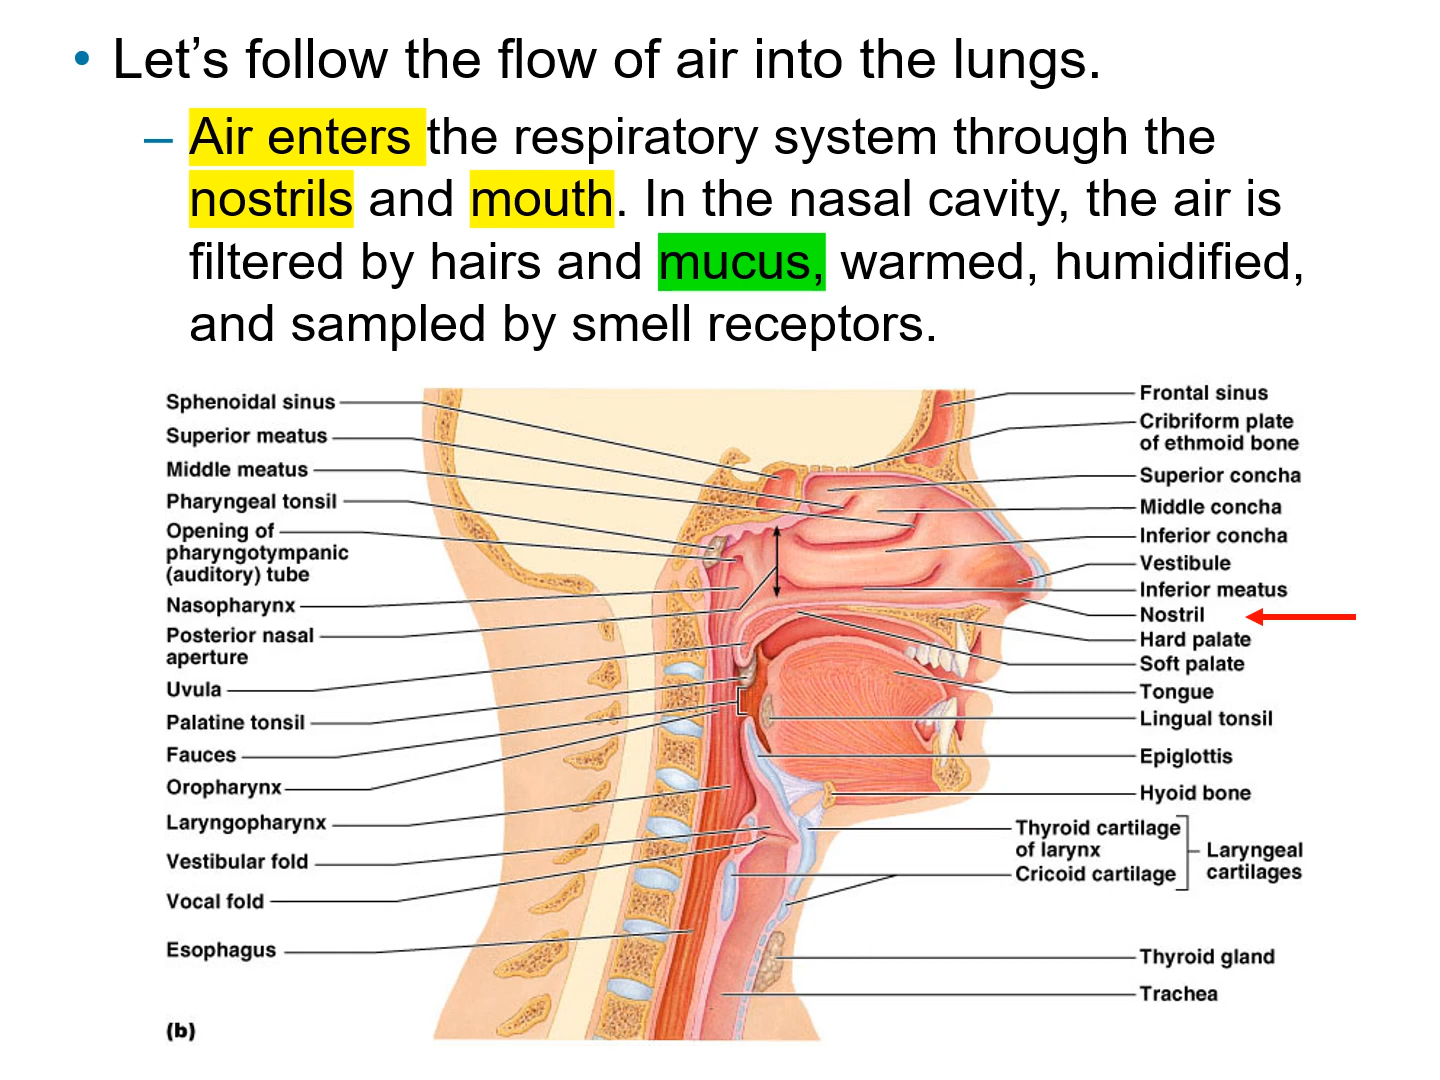 • Let’s follow the flow of air into the lungs.
– Air enters the respiratory system through the
nostrils and mouth. In the nasal cavity, the air is
filtered by hairs and mucus, warmed, humidified,
and sampled by smell receptors.
Sphenoidal sinus
Superior meatus
Middle meatus
Pharyngeal tonsil
Opening of
pharyngotympanic
(auditory) tube
Nasopharynx
Posterior nasal
aperture
Uvula
Palatine tonsil
Fauces
Oropharynx
Laryngopharynx
Vestibular fold
Vocal fold
Esophagus
(b)
Frontal sinus
Cribriform plate
of ethmoid bone
Superior concha
Middle concha
Inferior concha
Vestibule
Inferior meatus
Nostril
Hard palate
Soft palate
Tongue
Lingual tonsil
Epiglottis
Hyoid bone
Thyroid cartilage
of larynx
Cricoid cartilage
Laryngeal
cartilages
Thyroid gland
Trachea